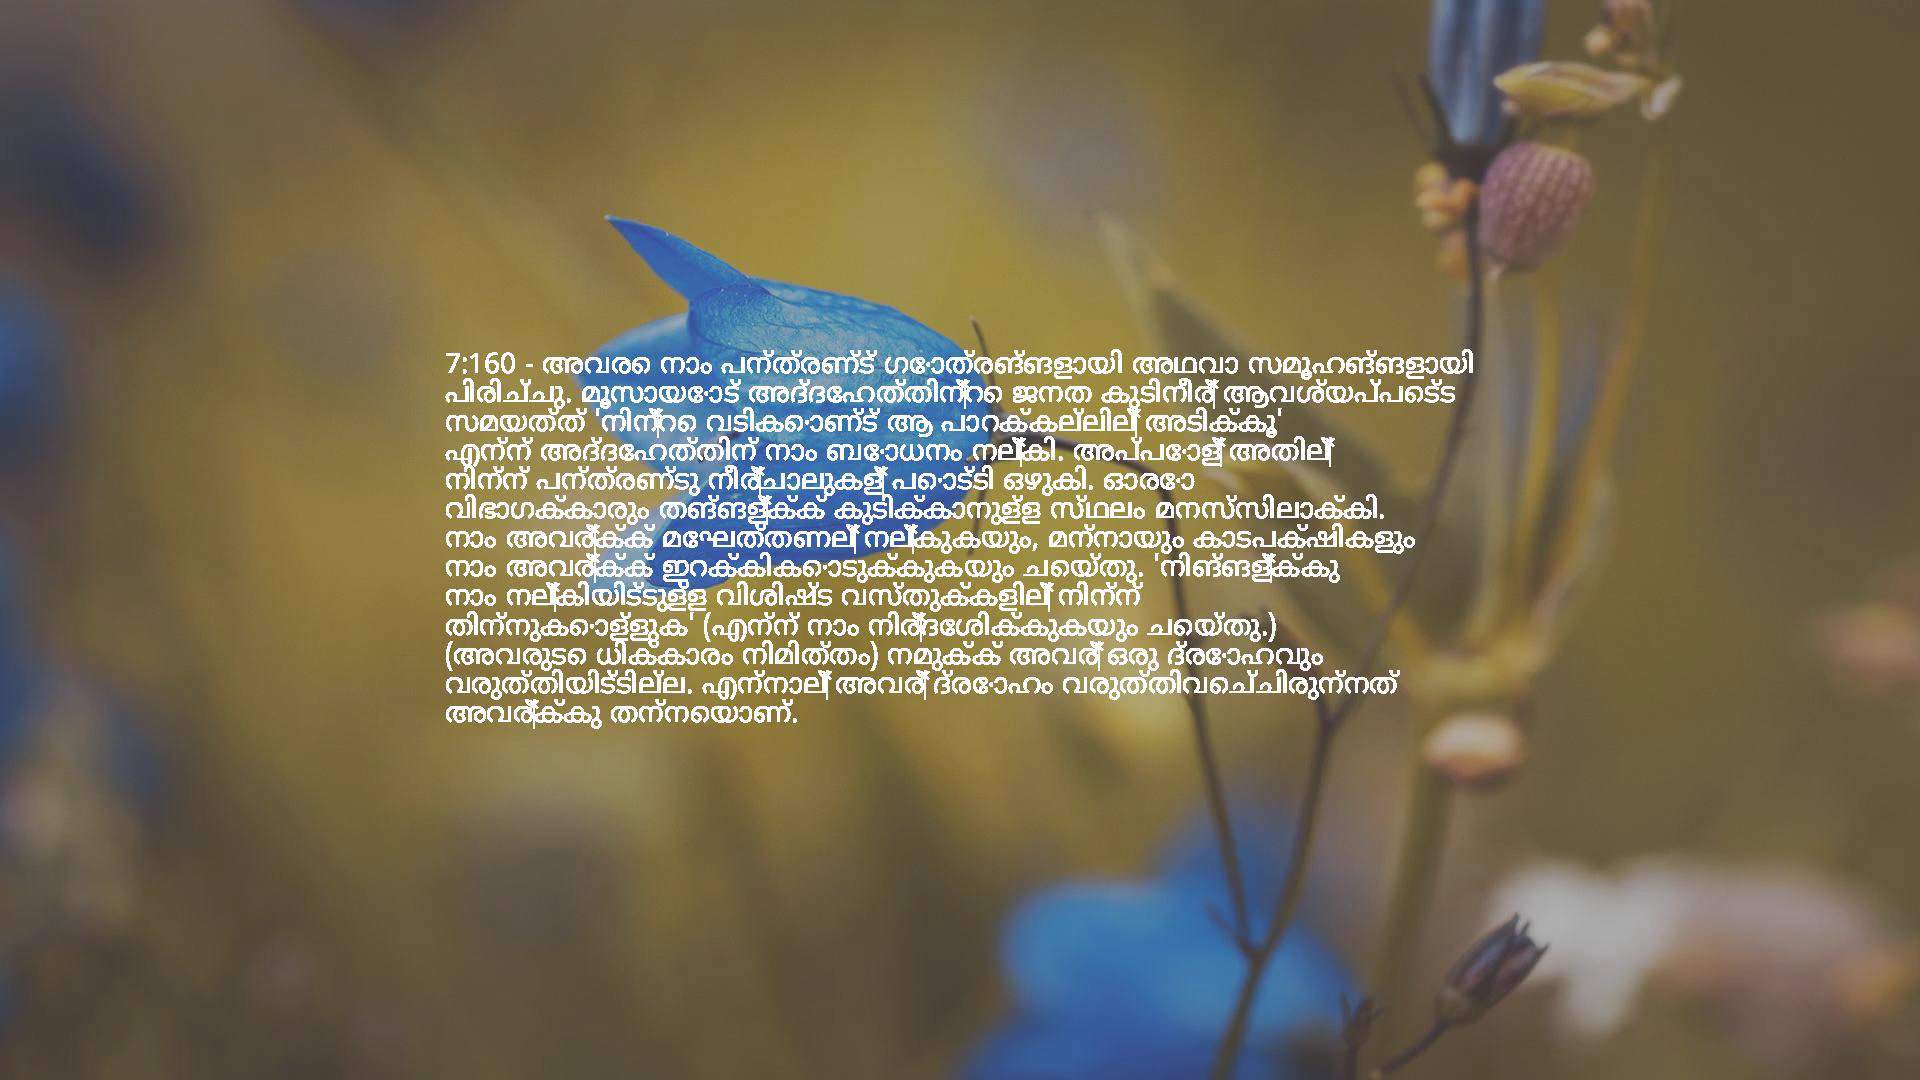 7:160 - അവരെ നാം പന്ത്രണ്ട് ഗോത്രങ്ങളായി അഥവാ സമൂഹങ്ങളായി
പിരിച്ചു. മൂസായോട് അദ്ദേഹത്തിന്‍റെ ജനത കുടിനീര്‍ ആവശ്യപ്പെട്ട
സമയത്ത് 'നിന്‍റെ വടികൊണ്ട് ആ പാറക്കല്ലില്‍ അടിക്കൂ'
എന്ന് അദ്ദേഹത്തിന് നാം ബോധനം നല്‍കി. അപ്പോള്‍ അതില്‍
നിന്ന് പന്ത്രണ്ടു നീര്‍ചാലുകള്‍ പൊട്ടി ഒഴുകി. ഓരോ
വിഭാഗക്കാരും തങ്ങള്‍ക്ക് കുടിക്കാനുള്ള സ്ഥലം മനസ്സിലാക്കി.
നാം അവര്‍ക്ക് മേഘത്തണല്‍ നല്‍കുകയും, മന്നായും കാടപക്ഷികളും
നാം അവര്‍ക്ക് ഇറക്കികൊടുക്കുകയും ചെയ്തു. 'നിങ്ങള്‍ക്കു
നാം നല്‍കിയിട്ടുള്ള വിശിഷ്ട വസ്തുക്കളില്‍ നിന്ന്
തിന്നുകൊള്ളുക' (എന്ന് നാം നിര്‍ദേശിക്കുകയും ചെയ്തു.)
(അവരുടെ ധിക്കാരം നിമിത്തം) നമുക്ക് അവര്‍ ഒരു ദ്രോഹവും
വരുത്തിയിട്ടില്ല. എന്നാല്‍ അവര്‍ ദ്രോഹം വരുത്തിവെച്ചിരുന്നത്
അവര്‍ക്കു തന്നെയാണ്.